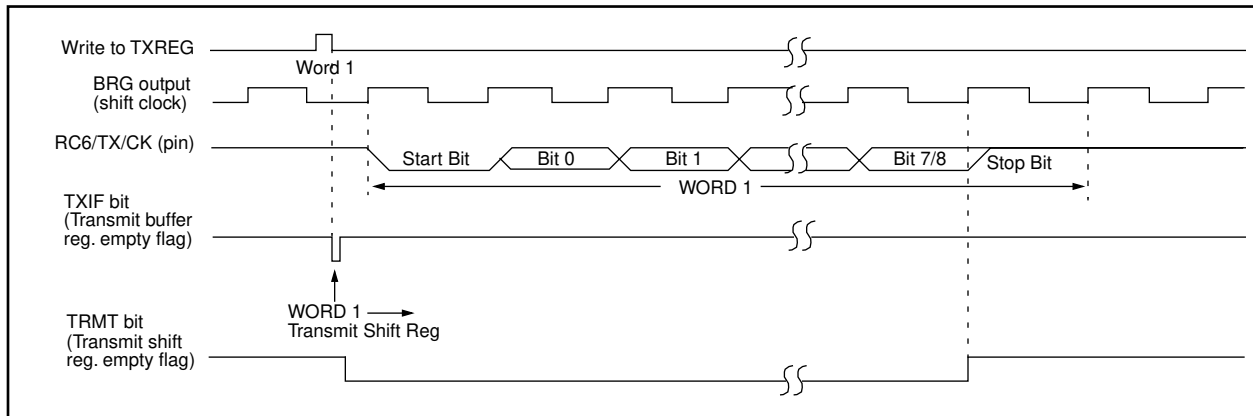 Write to TXREG
Word 1
BRG output
(shift clock)
RC6/TX/CK (pin)
Start Bit
Bit 0
Bit 1
Bit 7/8
Stop Bit
WORD 1
TXIF bit
(Transmit buffer
reg. empty flag)
WORD 1
Transmit Shift Reg
TRMT bit
(Transmit shift
reg. empty flag)